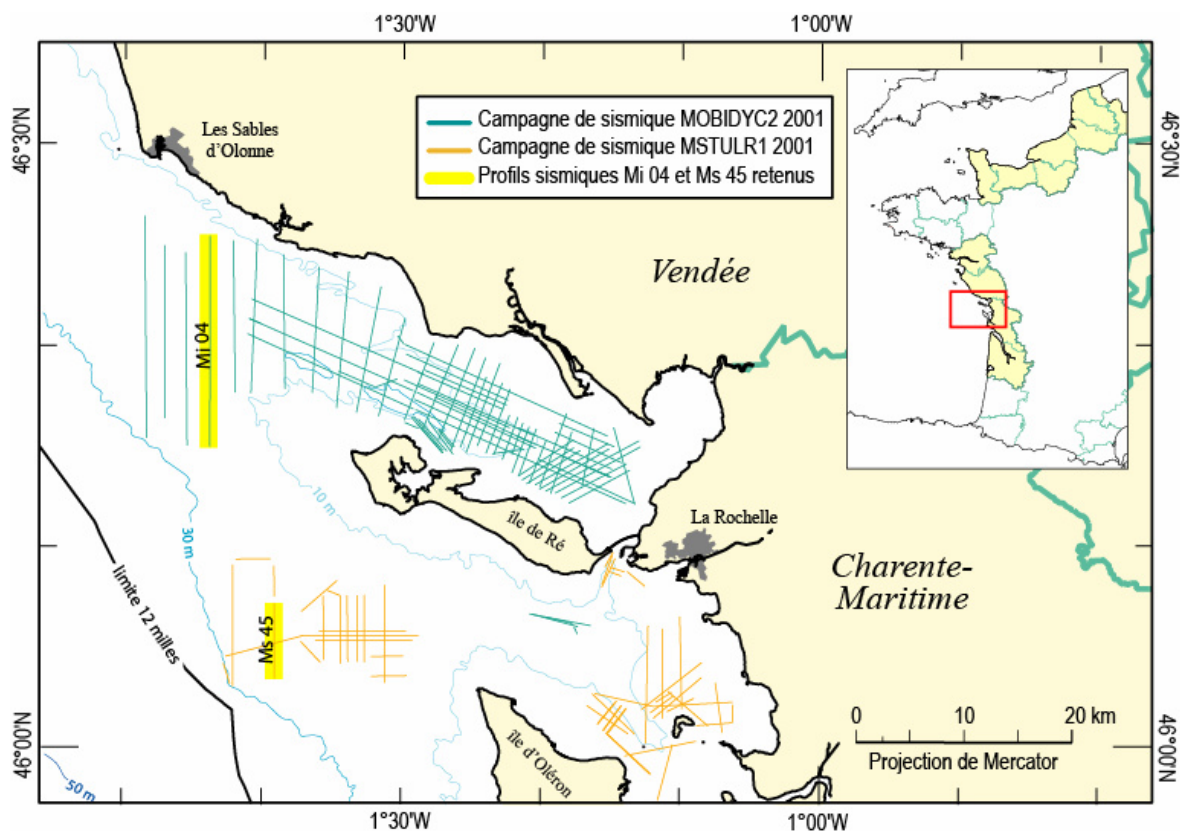 1°30'W
1°00'W
46°30'N
46°30'N
Les Sables
d'Olonne
Campagne de sismique MOBIDYC2 2001
Campagne de sismique MSTULR1 2001
Profils sismiques Mi 04 et Ms 45 retenus
Vendée
Mi 04
10 m
30 m
île de Ré
La Rochelle
Charente-
Maritime
limite 12 milles
Ms 45
île d'Oléron
0 10 20 km
Projection de Mercator
46°0'N
46°0'N
50 m
1°30'W
1°00'W